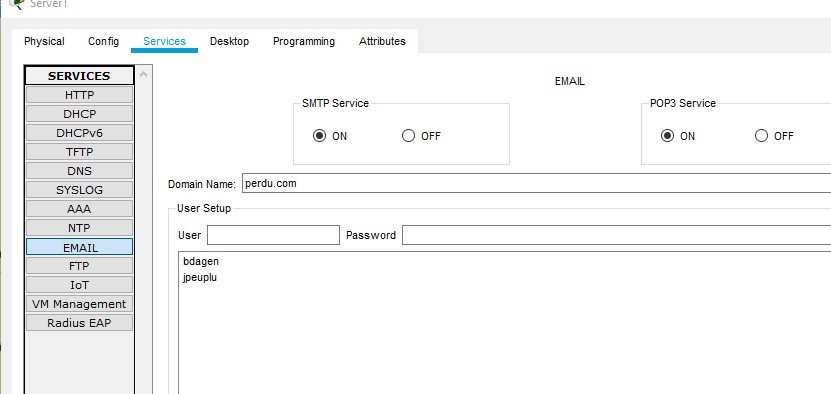 Server1
Physical Config Services Desktop Programming Attributes
SERVICES
HTTP
DHCP
DHCPv6
TFTP
DNS
SYSLOG
AAA
NTP
EMAIL
FTP
IoT
VM Management
Radius EAP
EMAIL
SMTP Service
ON OFF
POP3 Service
ON OFF
Domain Name: perdu.com
User Setup
User Password
bdagen
jpeuplu